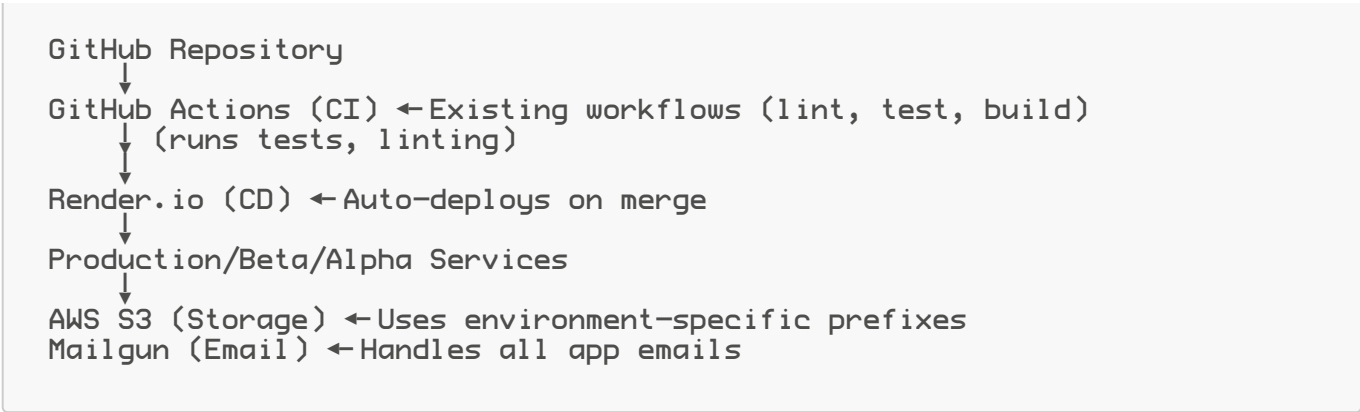 GitHub Repository
↓
GitHub Actions (CI) ← Existing workflows (lint, test, build)
↓ (runs tests, linting)
↓
Render.io (CD) ← Auto-deploys on merge
↓
Production/Beta/Alpha Services
↓
AWS S3 (Storage) ← Uses environment-specific prefixes
Mailgun (Email) ← Handles all app emails